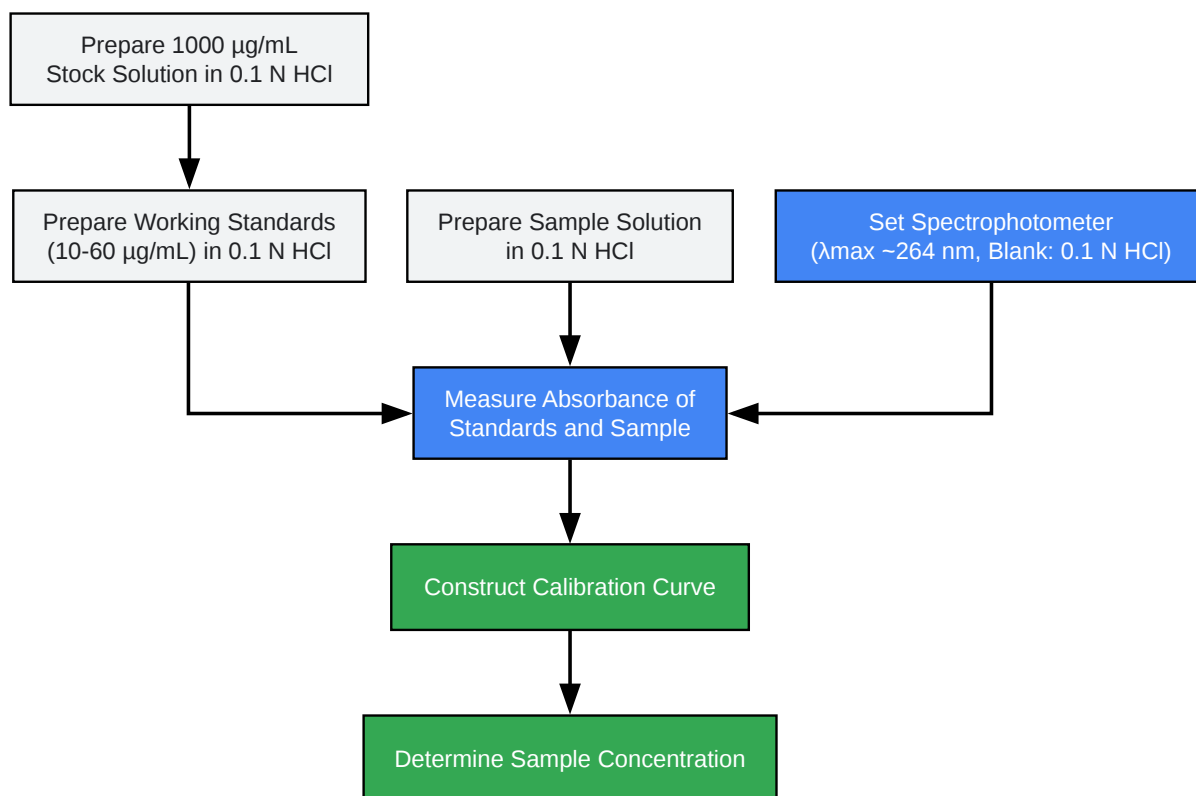 Prepare 1000 µg/mL
Stock Solution in 0.1 N HCl
Prepare Working Standards
(10-60 µg/mL) in 0.1 N HCl
Prepare Sample Solution
in 0.1 N HCl
Set Spectrophotometer
(λmax ~264 nm, Blank: 0.1 N HCl)
Measure Absorbance of
Standards and Sample
Construct Calibration Curve
Determine Sample Concentration